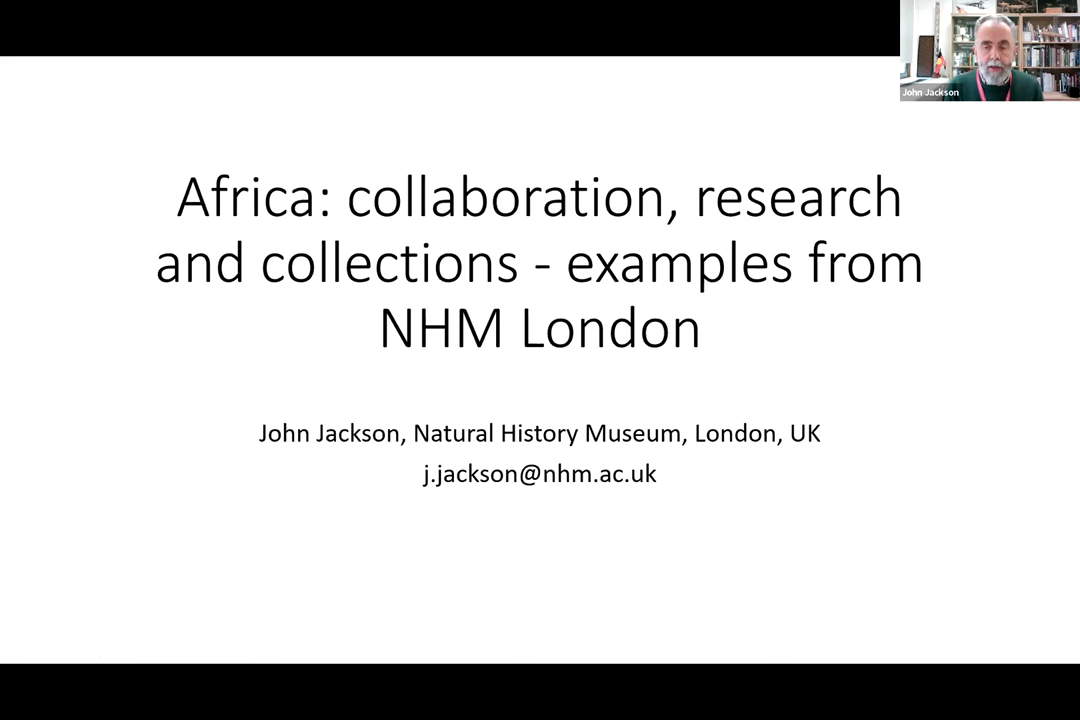 John Jackson
Africa: collaboration, research
and collections - examples from
NHM London
John Jackson, Natural History Museum, London, UK
j.jackson@nhm.ac.uk